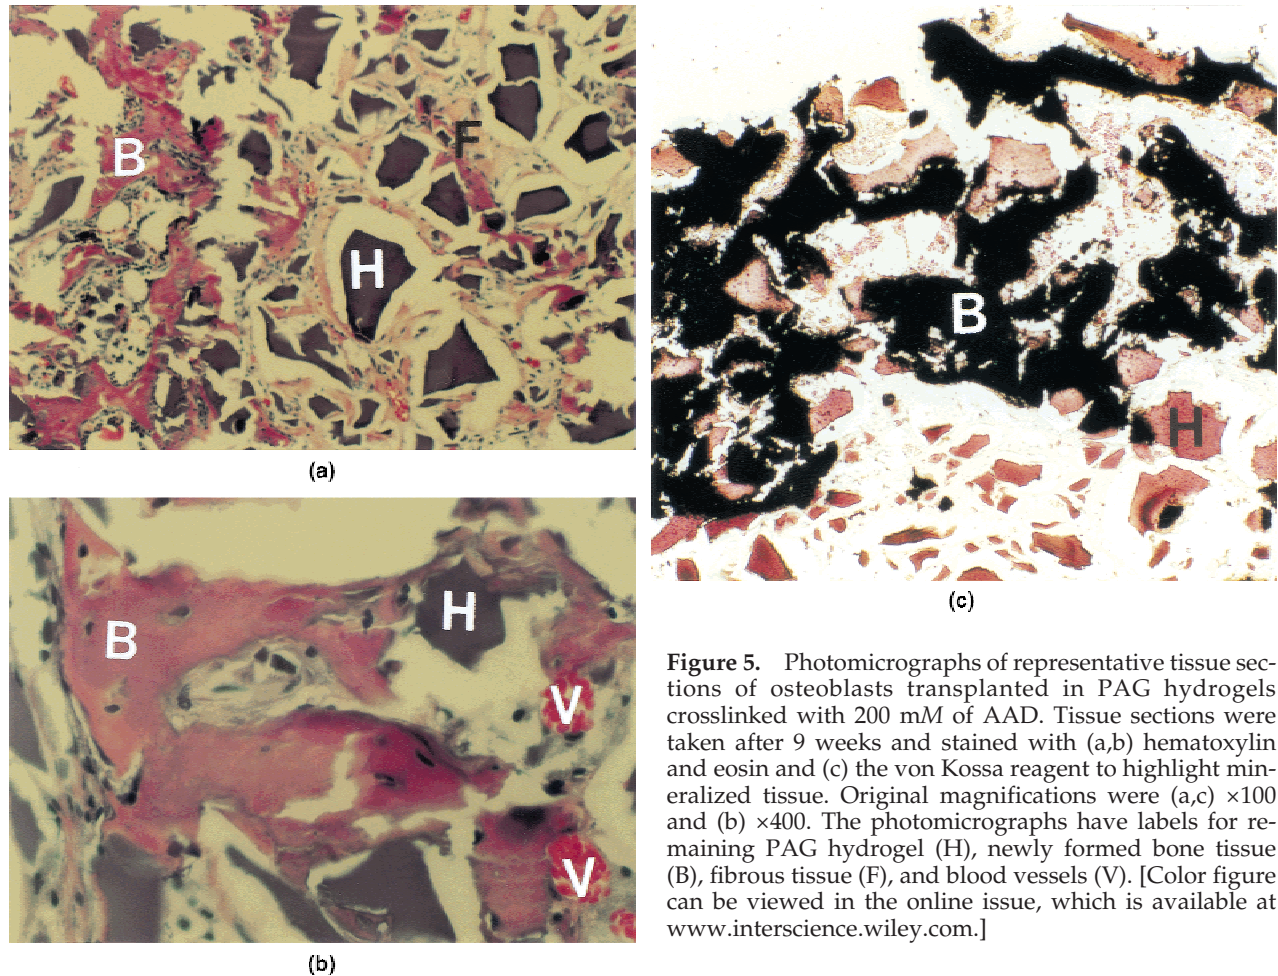 B
F
H
(a)
B
H
V
V
(b)
B
H
(c)
Figure 5. Photomicrographs of representative tissue sec-
tions of osteoblasts transplanted in PAG hydrogels
crosslinked with 200 mM of AAD. Tissue sections were
taken after 9 weeks and stained with (a,b) hematoxylin
and eosin and (c) the von Kossa reagent to highlight min-
eralized tissue. Original magnifications were (a,c) ×100
and (b) ×400. The photomicrographs have labels for re-
maining PAG hydrogel (H), newly formed bone tissue
(B), fibrous tissue (F), and blood vessels (V). [Color figure
can be viewed in the online issue, which is available at
www.interscience.wiley.com.]